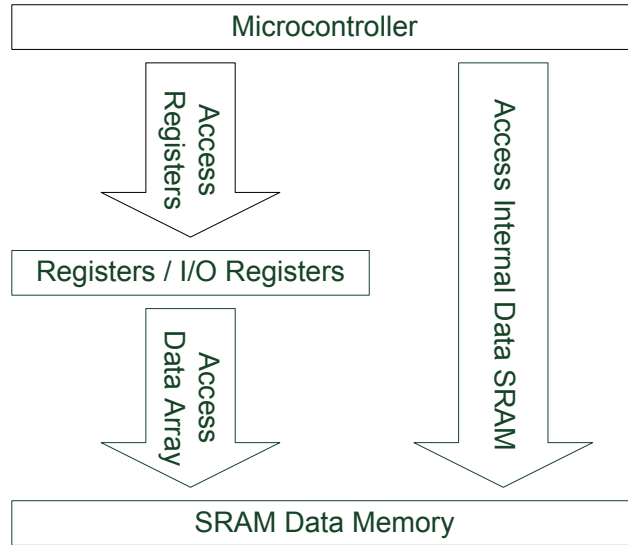 Microcontroller
Access
Registers
Access Internal Data SRAM
Registers / I/O Registers
Access
Data Array
SRAM Data Memory